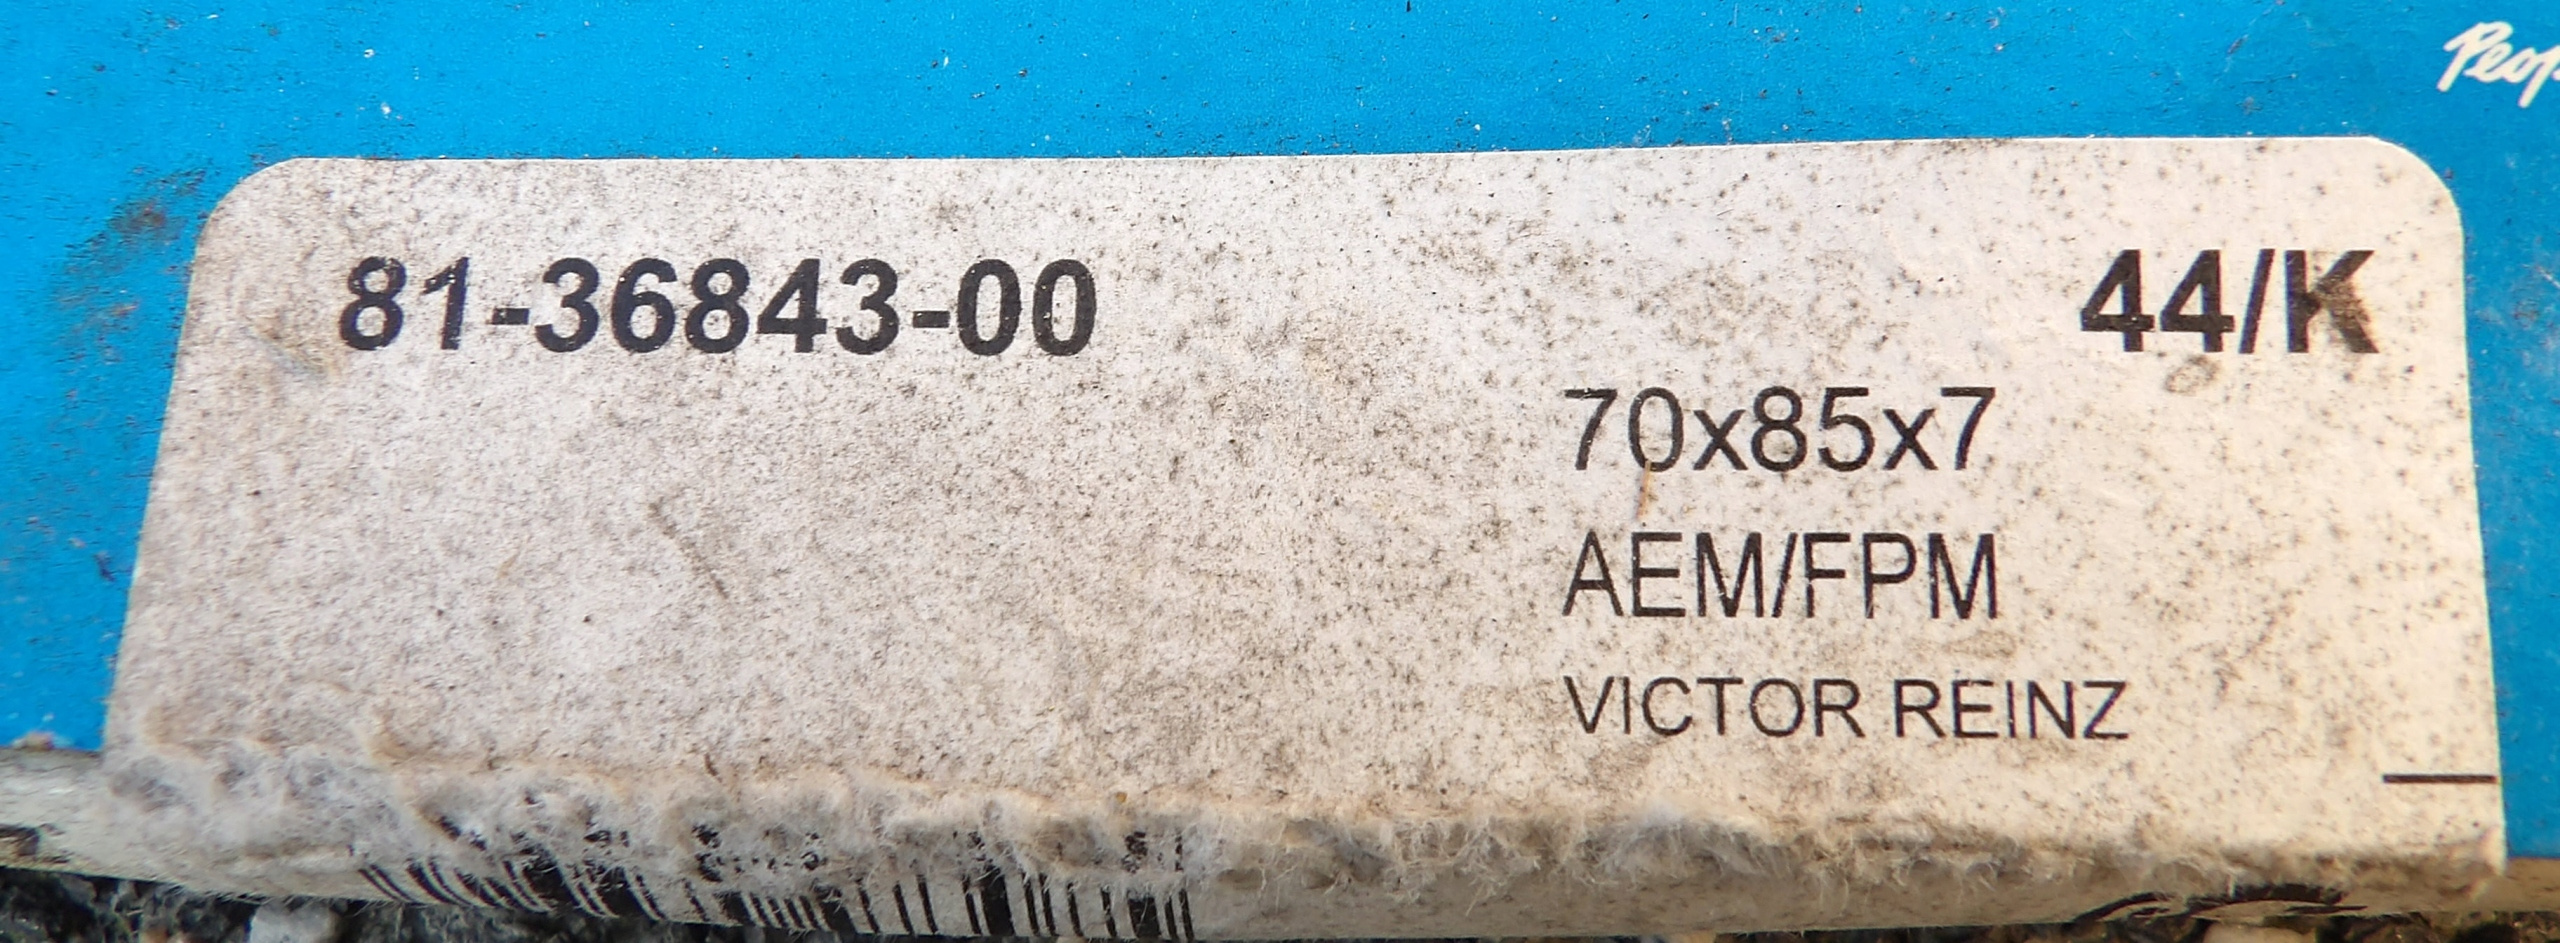 81-36843-00 44/K
70x85x7
AEM/FPM
VICTOR REINZ